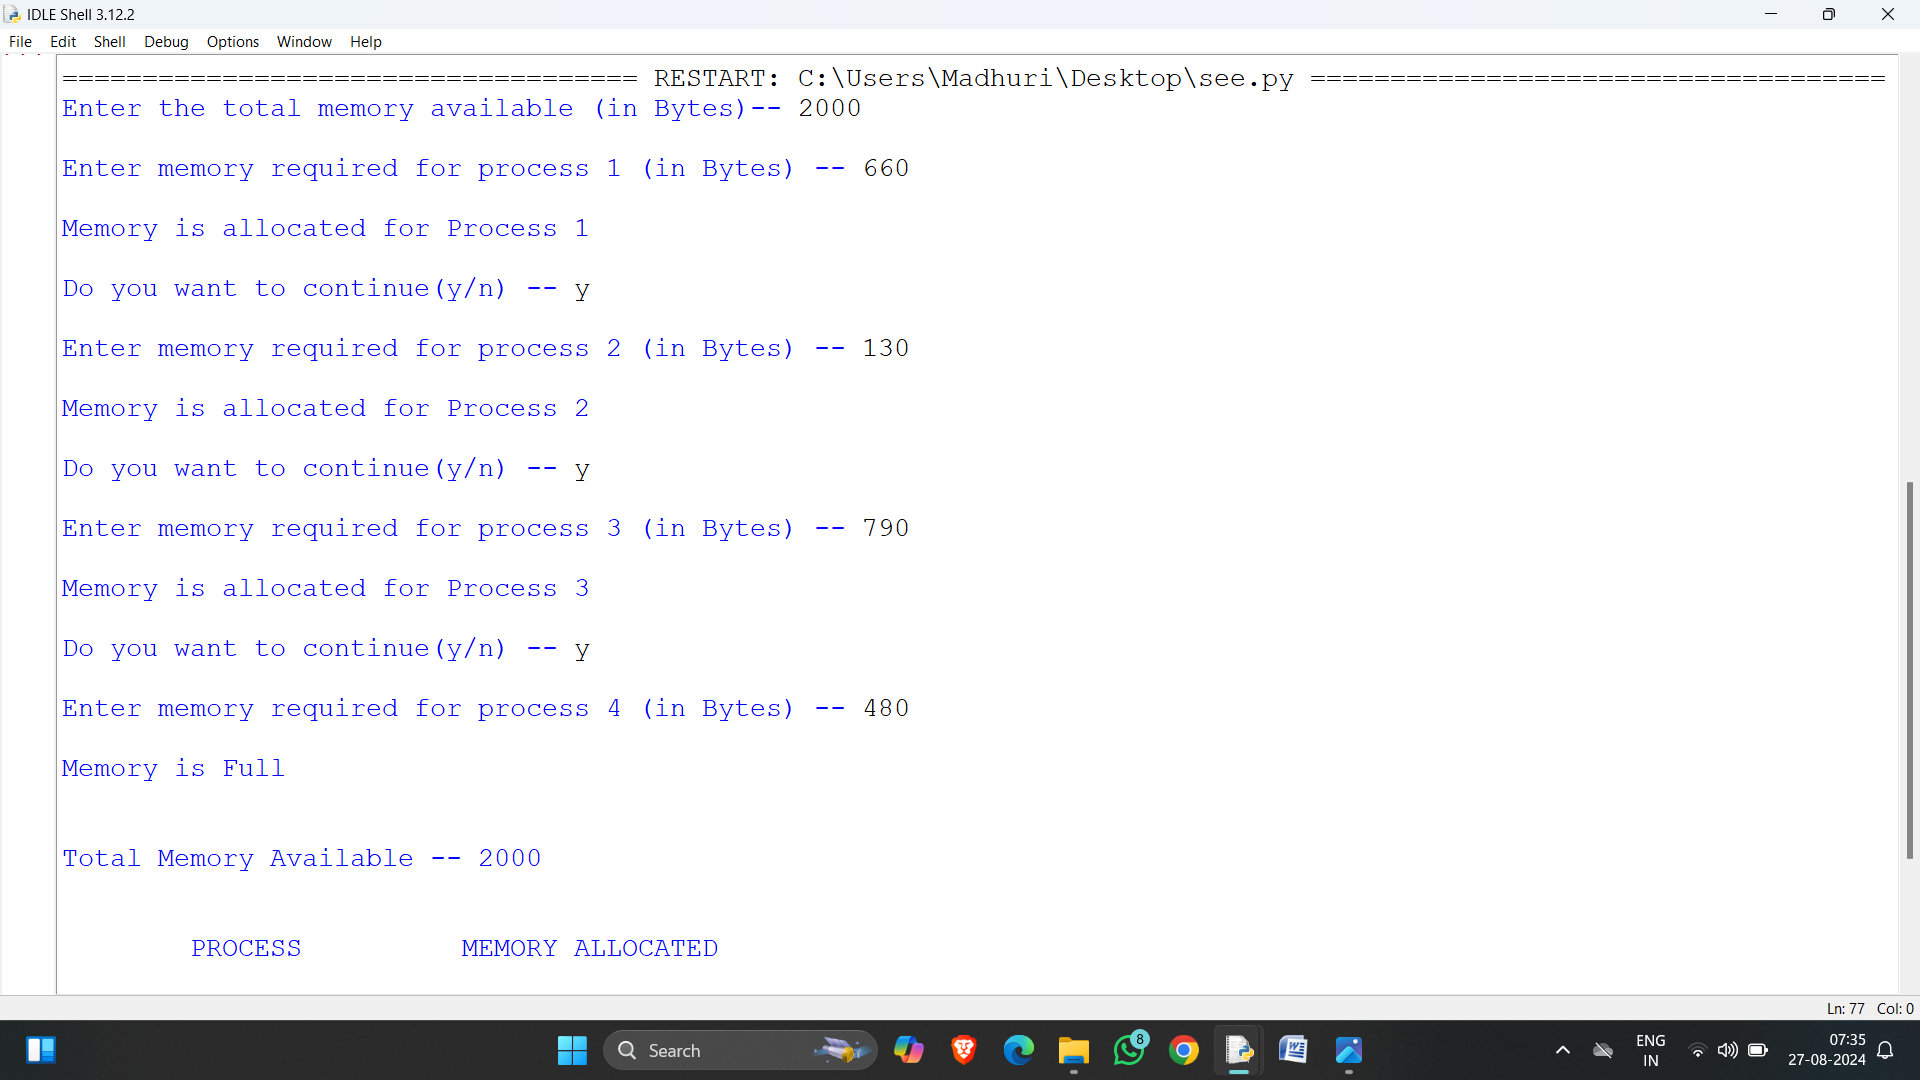 IDLE Shell 3.12.2
File Edit Shell Debug Options Window Help
==================================== RESTART: C:\Users\Madhuri\Desktop\see.py ====================================
Enter the total memory available (in Bytes)-- 2000
Enter memory required for process 1 (in Bytes) -- 660
Memory is allocated for Process 1
Do you want to continue(y/n) -- y
Enter memory required for process 2 (in Bytes) -- 130
Memory is allocated for Process 2
Do you want to continue(y/n) -- y
Enter memory required for process 3 (in Bytes) -- 790
Memory is allocated for Process 3
Do you want to continue(y/n) -- y
Enter memory required for process 4 (in Bytes) -- 480
Memory is Full
Total Memory Available -- 2000
PROCESS MEMORY ALLOCATED
Ln: 77 Col: 0
Search
8
ENG
IN
07:35
27-08-2024